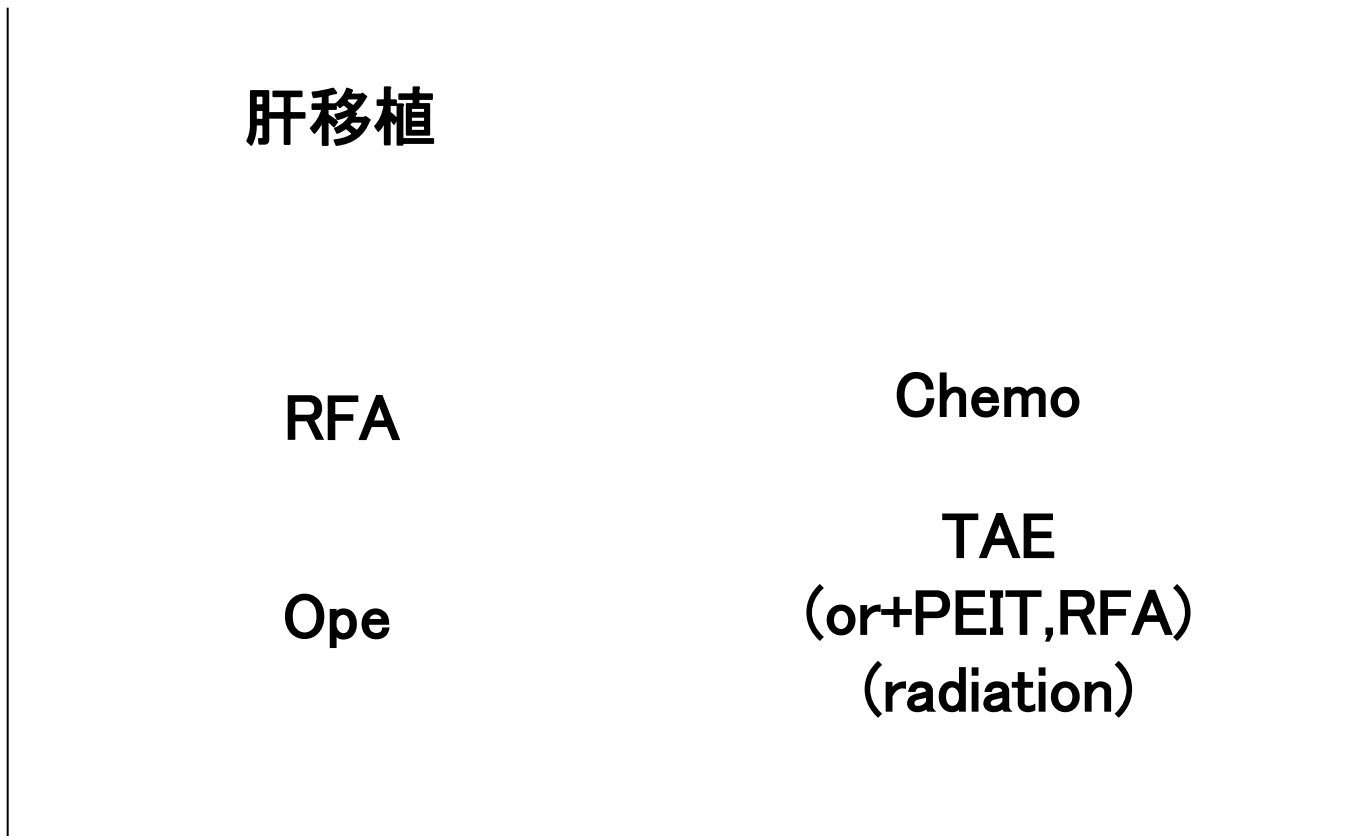 肝移植
RFA
Ope
Chemo
TAE
(or+PEIT,RFA)
(radiation)